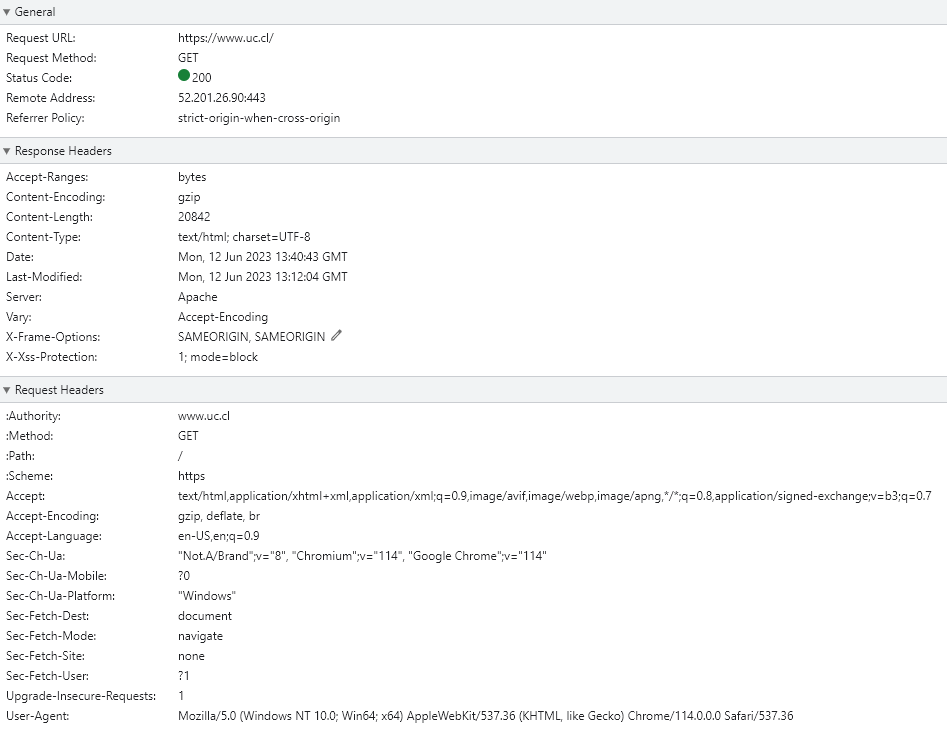 General
Request URL: https://www.uc.cl/
Request Method: GET
Status Code: 200
Remote Address: 52.201.26.90:443
Referrer Policy: strict-origin-when-cross-origin
Response Headers
Accept-Ranges: bytes
Content-Encoding: gzip
Content-Length: 20842
Content-Type: text/html; charset=UTF-8
Date: Mon, 12 Jun 2023 13:40:43 GMT
Last-Modified: Mon, 12 Jun 2023 13:12:04 GMT
Server: Apache
Vary: Accept-Encoding
X-Frame-Options: SAMEORIGIN, SAMEORIGIN
X-Xss-Protection: 1; mode=block
Request Headers
:Authority: www.uc.cl
:Method: GET
:Path: /
:Scheme: https
Accept: text/html,application/xhtml+xml,application/xml;q=0.9,image/avif,image/webp,image/apng,*/*;q=0.8,application/signed-exchange;v=b3;q=0.7
Accept-Encoding: gzip, deflate, br
Accept-Language: en-US,en;q=0.9
Sec-Ch-Ua: "Not.A/Brand";v="8", "Chromium";v="114", "Google Chrome";v="114"
Sec-Ch-Ua-Mobile: ?0
Sec-Ch-Ua-Platform: "Windows"
Sec-Fetch-Dest: document
Sec-Fetch-Mode: navigate
Sec-Fetch-Site: none
Sec-Fetch-User: ?1
Upgrade-Insecure-Requests: 1
User-Agent: Mozilla/5.0 (Windows NT 10.0; Win64; x64) AppleWebKit/537.36 (KHTML, like Gecko) Chrome/114.0.0.0 Safari/537.36